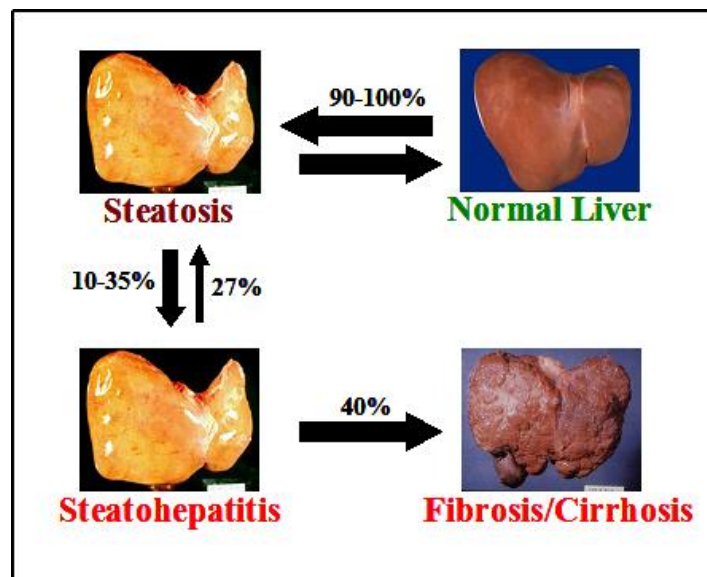 90-100%
Steatosis
Normal Liver
10-35%
27%
40%
Steatohepatitis
Fibrosis/Cirrhosis